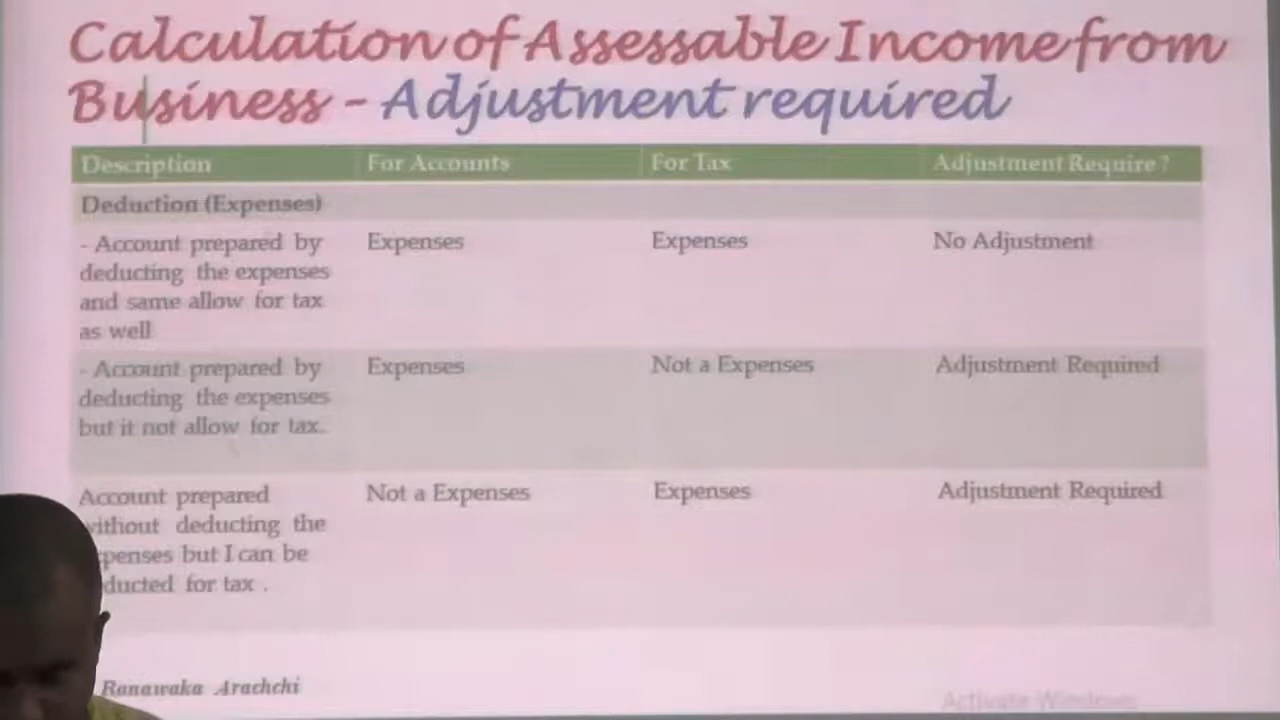 Calculation of Assessable Income from
Business - Adjustment required
Description For Accounts For Tax Adjustment Require ?
Deduction (Expenses)
- Account prepared by deducting the expenses and same allow for tax as well Expenses Expenses No Adjustment
- Account prepared by deducting the expenses but it not allow for tax. Expenses Not a Expenses Adjustment Required
Account prepared without deducting the penses but I can be ducted for tax . Not a Expenses Expenses Adjustment Required
Ranawaka Arachchi
Activate Windows